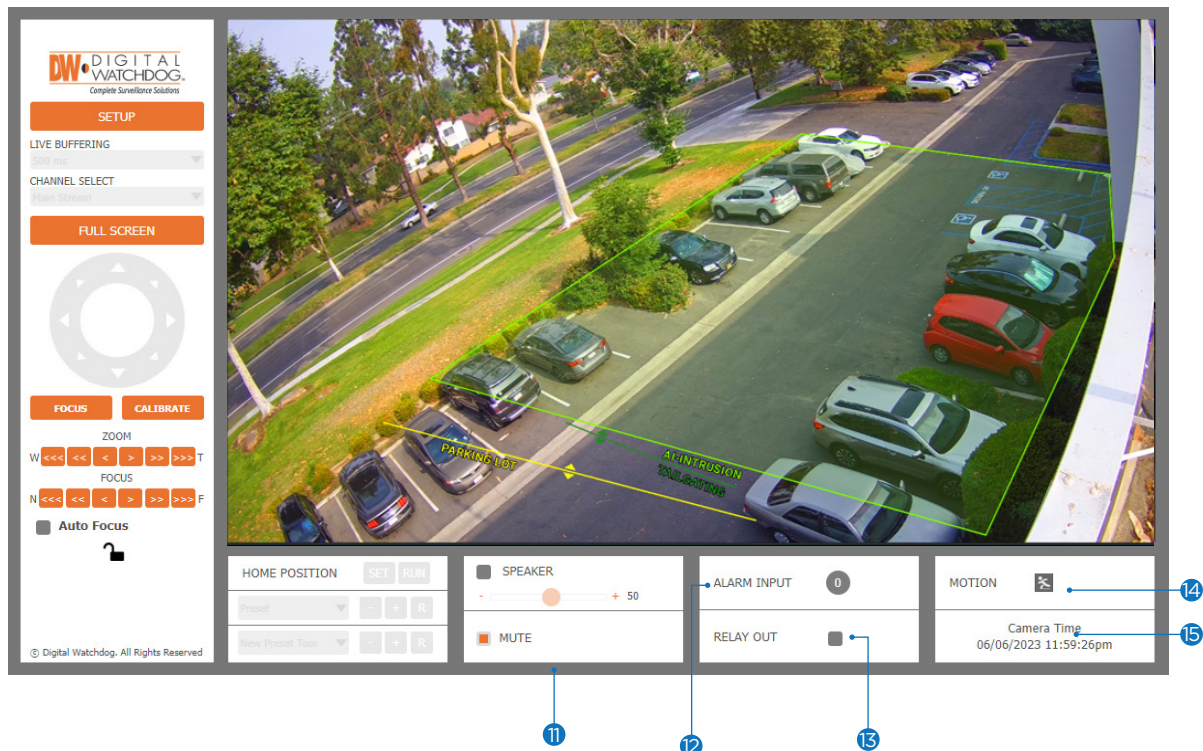 DW DIGITAL
WATCHDOG®
Complete Surveillance Solutions
SETUP
LIVE BUFFERING
500 ms
CHANNEL SELECT
Main Stream
FULL SCREEN
FOCUS CALIBRATE
ZOOM
W <<< << < > >> >>> T
FOCUS
N <<< << < > >> >>> F
Auto Focus
© Digital Watchdog. All Rights Reserved
PARKING LOT
AI-INTRUSION
TAILGATING
HOME POSITION SET RUN
Preset - + R
New Preset Tour - + R
SPEAKER
- + 50
MUTE
ALARM INPUT 0
RELAY OUT
MOTION
Camera Time
06/06/2023 11:59:26pm
11
12
13
14
15